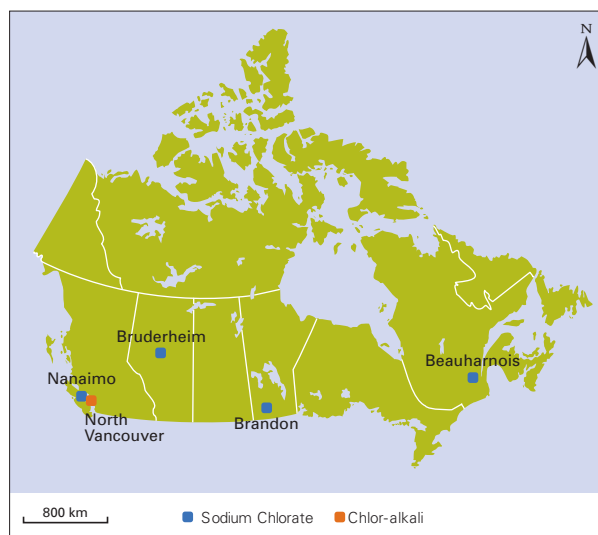 N
Bruderheim
Nanaimo
Beauharnois
North
Vancouver
Brandon
800 km
Sodium Chlorate
Chlor-alkali